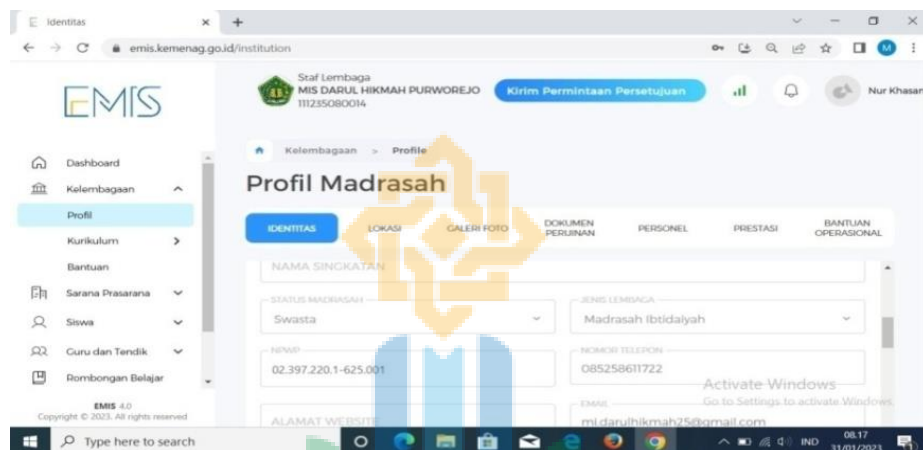 Identitas
emis.kemenag.go.id/institution
EMIS
Staf Lembaga
MIS DARUL HIKMAH PURWOREJO
111235080014
Kirim Permintaan Persetujuan
Nur Khasan
Dashboard
Kelembagaan
Profil
Kurikulum
Bantuan
Sarana Prasarana
Siswa
Guru dan Tendik
Rombongan Belajar
EMIS 4.0
Copyright © 2023. All rights reserved
Kelembagaan > Profile
Profil Madrasah
IDENTITAS LOKASI GALERI FOTO DOKUMEN PERIJINAN PERSONEL PRESTASI BANTUAN OPERASIONAL
NAMA SINGKATAN
STATUS MADRASAH
Swasta
JENIS LEMBAGA
Madrasah Ibtidaiyah
NPWP
02.397.220.1-625.001
NOMOR TELEPON
085258611722
ALAMAT WEBSITE
EMAIL
mi.darulhikmah25@gmail.com
Activate Windows
Go to Settings to activate Windows.
Type here to search
IND
08.17
31/01/2023
M